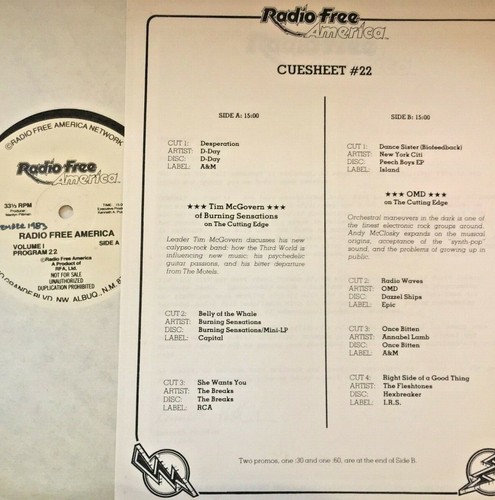 Radio Free
America
CUESHEET #22
SIDE A: 15:00
CUT 1: Desperation
ARTIST: D-Day
DISC: D-Day
LABEL: A&M
★★★ Tim McGovern ★★★
of Burning Sensations
on The Cutting Edge
Leader Tim McGovern discusses his new
calypso-rock band: how the Third World is
influencing new music; his psychedelic
guitar passions, and his bitter departure
from The Motels.
CUT 2: Belly of the Whale
ARTIST: Burning Sensations
DISC: Burning Sensations/Mini-LP
LABEL: Capital
CUT 3: She Wants You
ARTIST: The Breaks
DISC: The Breaks
LABEL: RCA
SIDE B: 15:00
CUT 1: Dance Sister (Biofeedback)
ARTIST: New York Citi
DISC: Peech Boys EP
LABEL: Island
★★★ OMD ★★★
on The Cutting Edge
Orchestral maneuvers in the dark is one of
the finest electronic rock groups around.
Andy McClosky expands on the musical
origins, acceptance of the "synth-pop"
sound, and the problems of growing up in
public.
CUT 2: Radio Waves
ARTIST: OMD
DISC: Dazzel Ships
LABEL: Epic
CUT 3: Once Bitten
ARTIST: Annabel Lamb
DISC: Once Bitten
LABEL: A&M
CUT 4: Right Side of a Good Thing
ARTIST: The Fleshtones
DISC: Hexbreaker
LABEL: I.R.S.
Two promos, one :30 and one :60, are at the end of Side B.
©RADIO FREE AMERICA NETWORK
Radio Free
America
33⅓ RPM
TIME:
Producer
Executive
1983
RADIO FREE AMERICA
VOLUME I
PROGRAM 22
SIDE A
©Radio Free America
A Product of
RFA, Ltd.
NOT FOR SALE
UNAUTHORIZED
DUPLICATION PROHIBITED
GRANDE BLVD. NW ALBUQ., N.M.